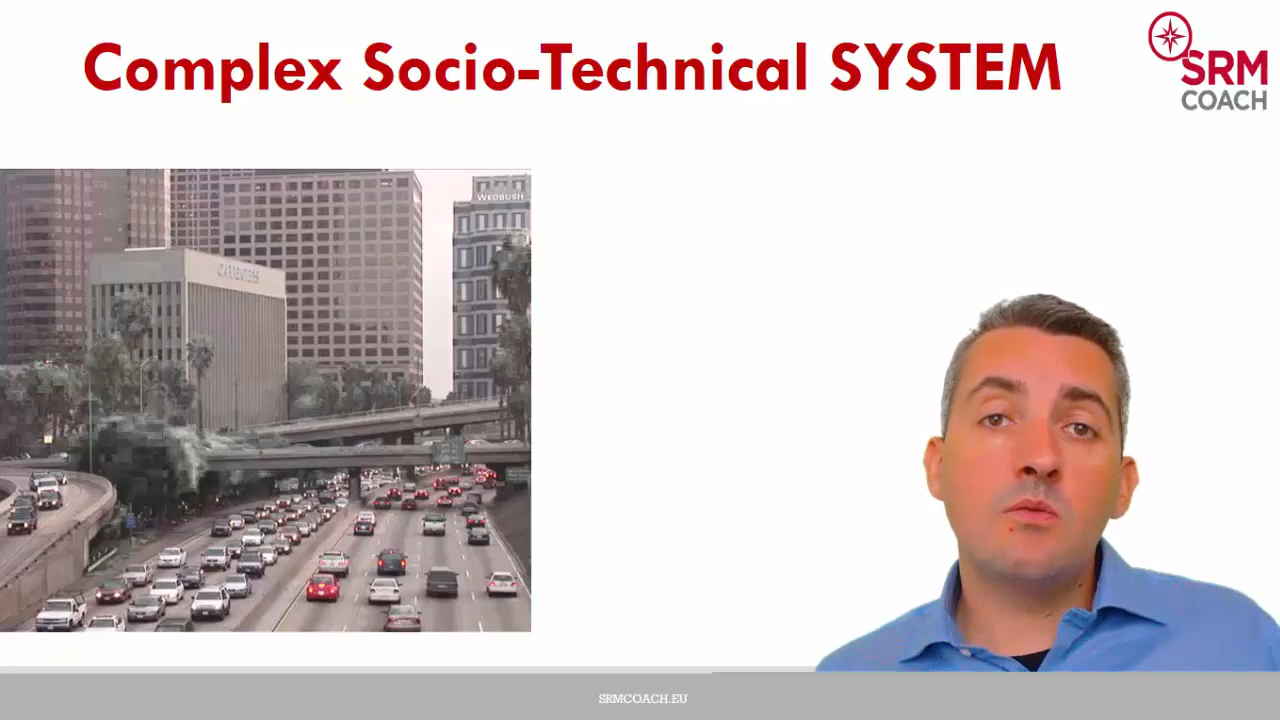 Complex Socio-Technical SYSTEM
SRM
COACH
WEDBUSH
SRMCOACH.EU